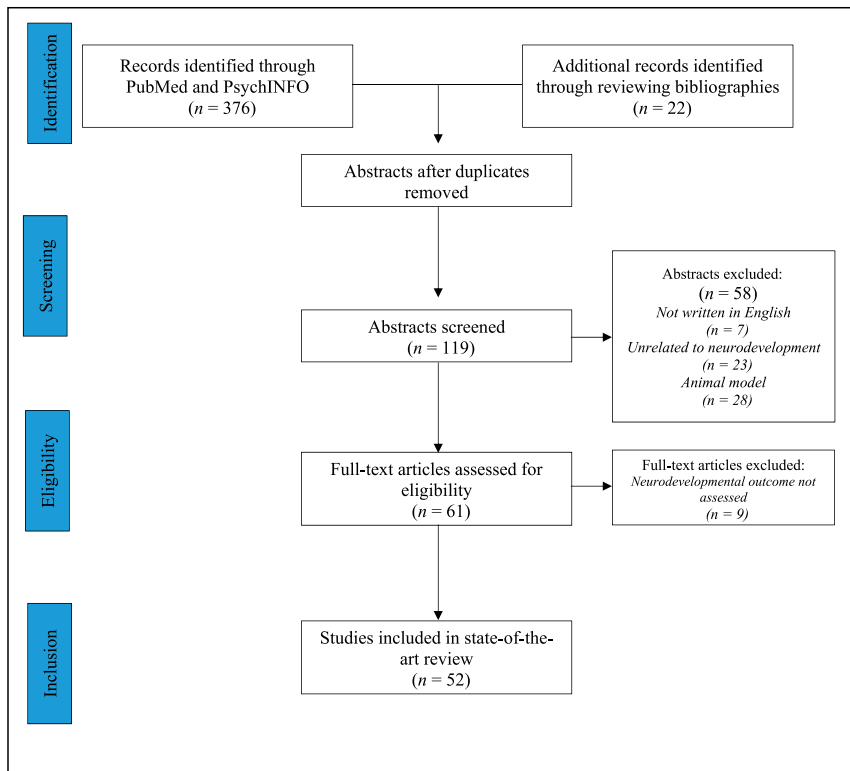 Identification
Records identified through
PubMed and PsychINFO
(n = 376)
Additional records identified
through reviewing bibliographies
(n = 22)
Abstracts after duplicates
removed
Screening
Abstracts screened
(n = 119)
Abstracts excluded:
(n = 58)
Not written in English
(n = 7)
Unrelated to neurodevelopment
(n = 23)
Animal model
(n = 28)
Eligibility
Full-text articles assessed for
eligibility
(n = 61)
Full-text articles excluded:
Neurodevelopmental outcome not
assessed
(n = 9)
Inclusion
Studies included in state-of-the-
art review
(n = 52)